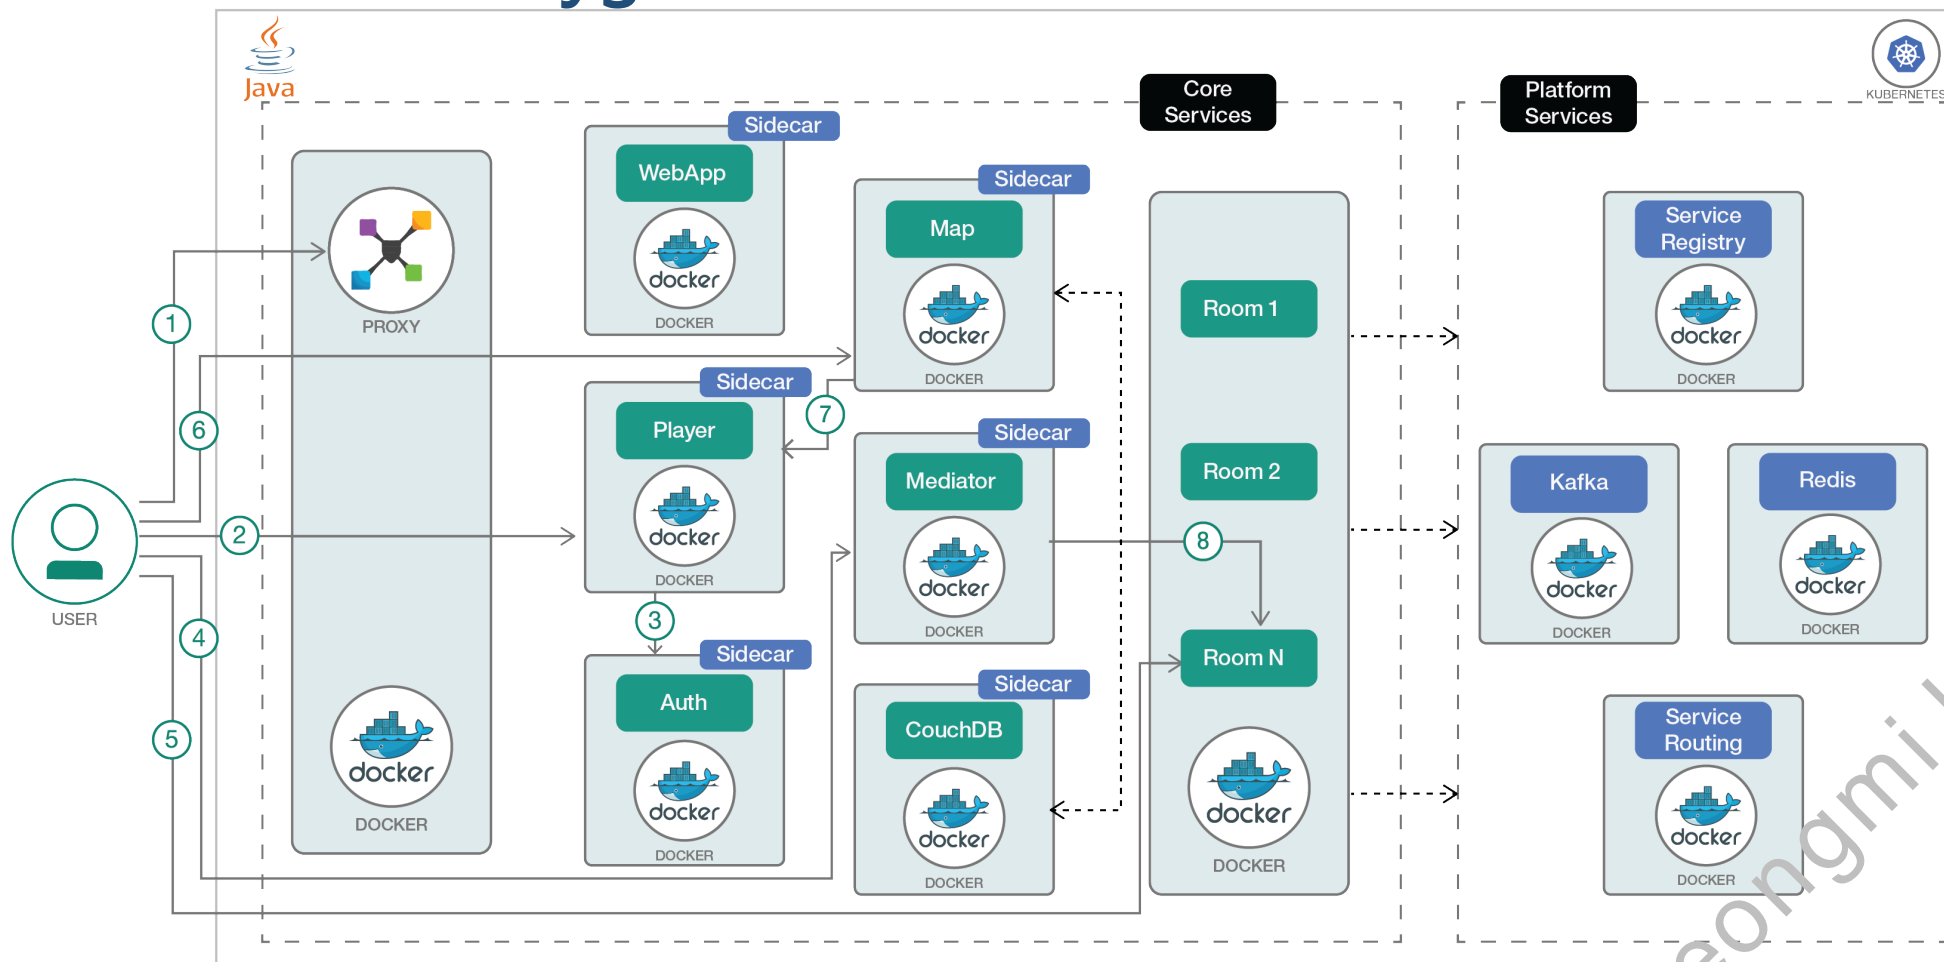 Java
KUBERNETES
Core
Services
Platform
Services
Sidecar
WebApp
docker
DOCKER
Sidecar
Map
docker
DOCKER
Service
Registry
docker
DOCKER
PROXY
Room 1
1
6
2
4
5
USER
Sidecar
Player
docker
DOCKER
7
3
Sidecar
Mediator
docker
DOCKER
8
Room 2
Room N
Kafka
docker
DOCKER
Redis
docker
DOCKER
Sidecar
Auth
docker
DOCKER
Sidecar
CouchDB
docker
DOCKER
docker
DOCKER
docker
DOCKER
Service
Routing
docker
DOCKER
eongmi